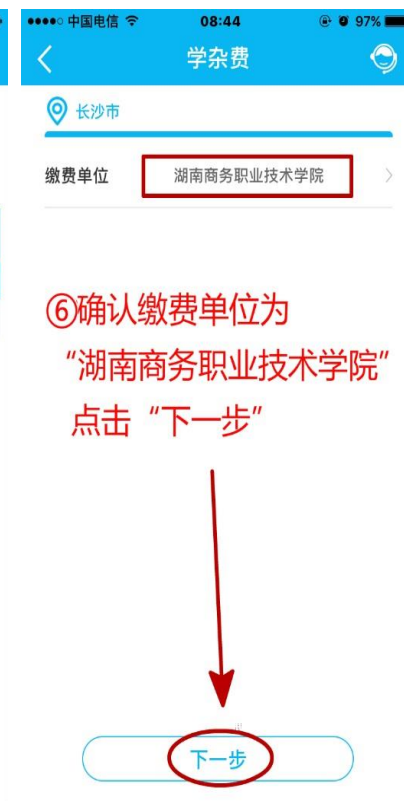 中国电信 08:44 97%
学杂费
长沙市
缴费单位 湖南商务职业技术学院
⑥确认缴费单位为
“湖南商务职业技术学院”
点击“下一步”
下一步